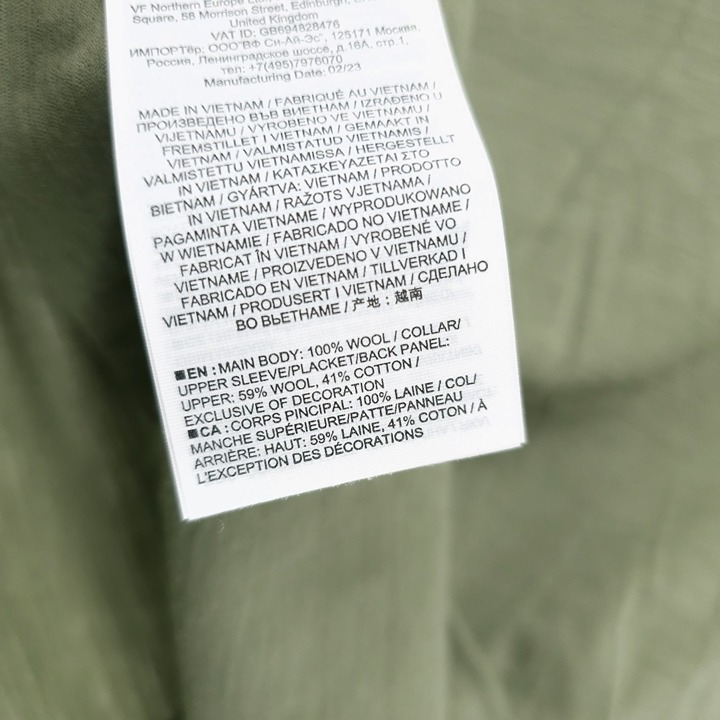 VF Northern Europe Ltd
Square, 58 Morrison Street, Edinburgh,
United Kingdom
VAT ID: GB694828476
ИМПОРТёр: ООО"ВФ Си-Ай-Эс", 125171 Москва,
Россия, Ленинградское шоссе, д.16А, стр.1,
тел: +7(495)7976070
Manufacturing Date: 02/23
MADE IN VIETNAM / FABRIQUÉ AU VIETNAM /
ПРОИЗВЕДЕНО ВЪВ ВИЕТНАМ / IZRAĐENO U
VIJETNAMU / VYROBENO VE VIETNAMU /
FREMSTILLET I VIETNAM / GEMAAKT IN
VIETNAM / VALMISTATUD VIETNAMIS /
VALMISTETTU VIETNAMISSA / HERGESTELLT
IN VIETNAM / ΚΑΤΑΣΚΕΥΑΖΕΤΑΙ ΣΤΟ
ΒΙΕΤΝΑΜ / GYÁRTVA: VIETNAM / PRODOTTO
IN VIETNAM / RAŽOTS VJETNAMA /
PAGAMINTA VIETNAME / WYPRODUKOWANO
W WIETNAMIE / FABRICADO NO VIETNAME /
FABRICAT ÎN VIETNAM / VYROBENÉ VO
VIETNAME / PROIZVEDENO V VIETNAMU /
FABRICADO EN VIETNAM / TILLVERKAD I
VIETNAM / PRODUSERT I VIETNAM / СДЕЛАНО
ВО ВЬЕТНАМЕ / 产地：越南
■EN : MAIN BODY: 100% WOOL / COLLAR/
UPPER SLEEVE/PLACKET/BACK PANEL:
UPPER: 59% WOOL, 41% COTTON /
EXCLUSIVE OF DECORATION
■CA : CORPS PINCIPAL: 100% LAINE / COL/
MANCHE SUPÉRIEURE/PATTE/PANNEAU
ARRIÈRE: HAUT: 59% LAINE, 41% COTON / À
L'EXCEPTION DES DÉCORATIONS